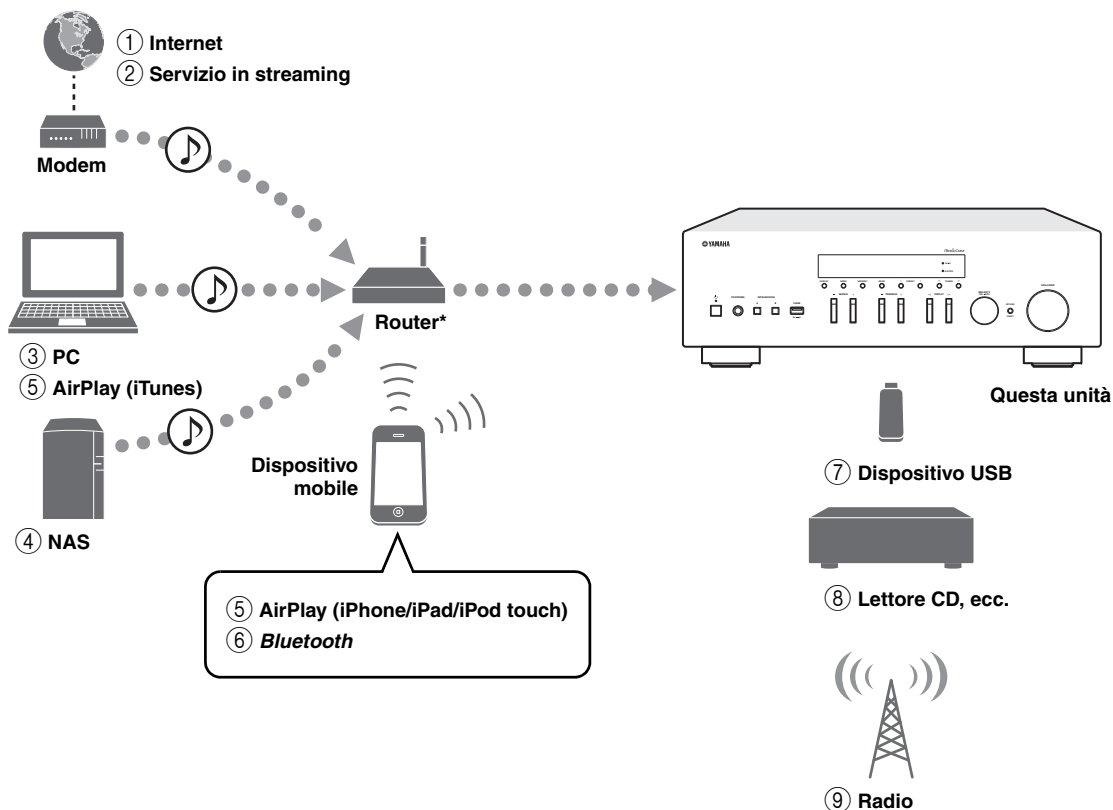 ① Internet
② Servizio in streaming
Modem
③ PC
⑤ AirPlay (iTunes)
④ NAS
Router*
Dispositivo
mobile
⑤ AirPlay (iPhone/iPad/iPod touch)
⑥ Bluetooth
YAMAHA
Questa unità
⑦ Dispositivo USB
⑧ Lettore CD, ecc.
⑨ Radio